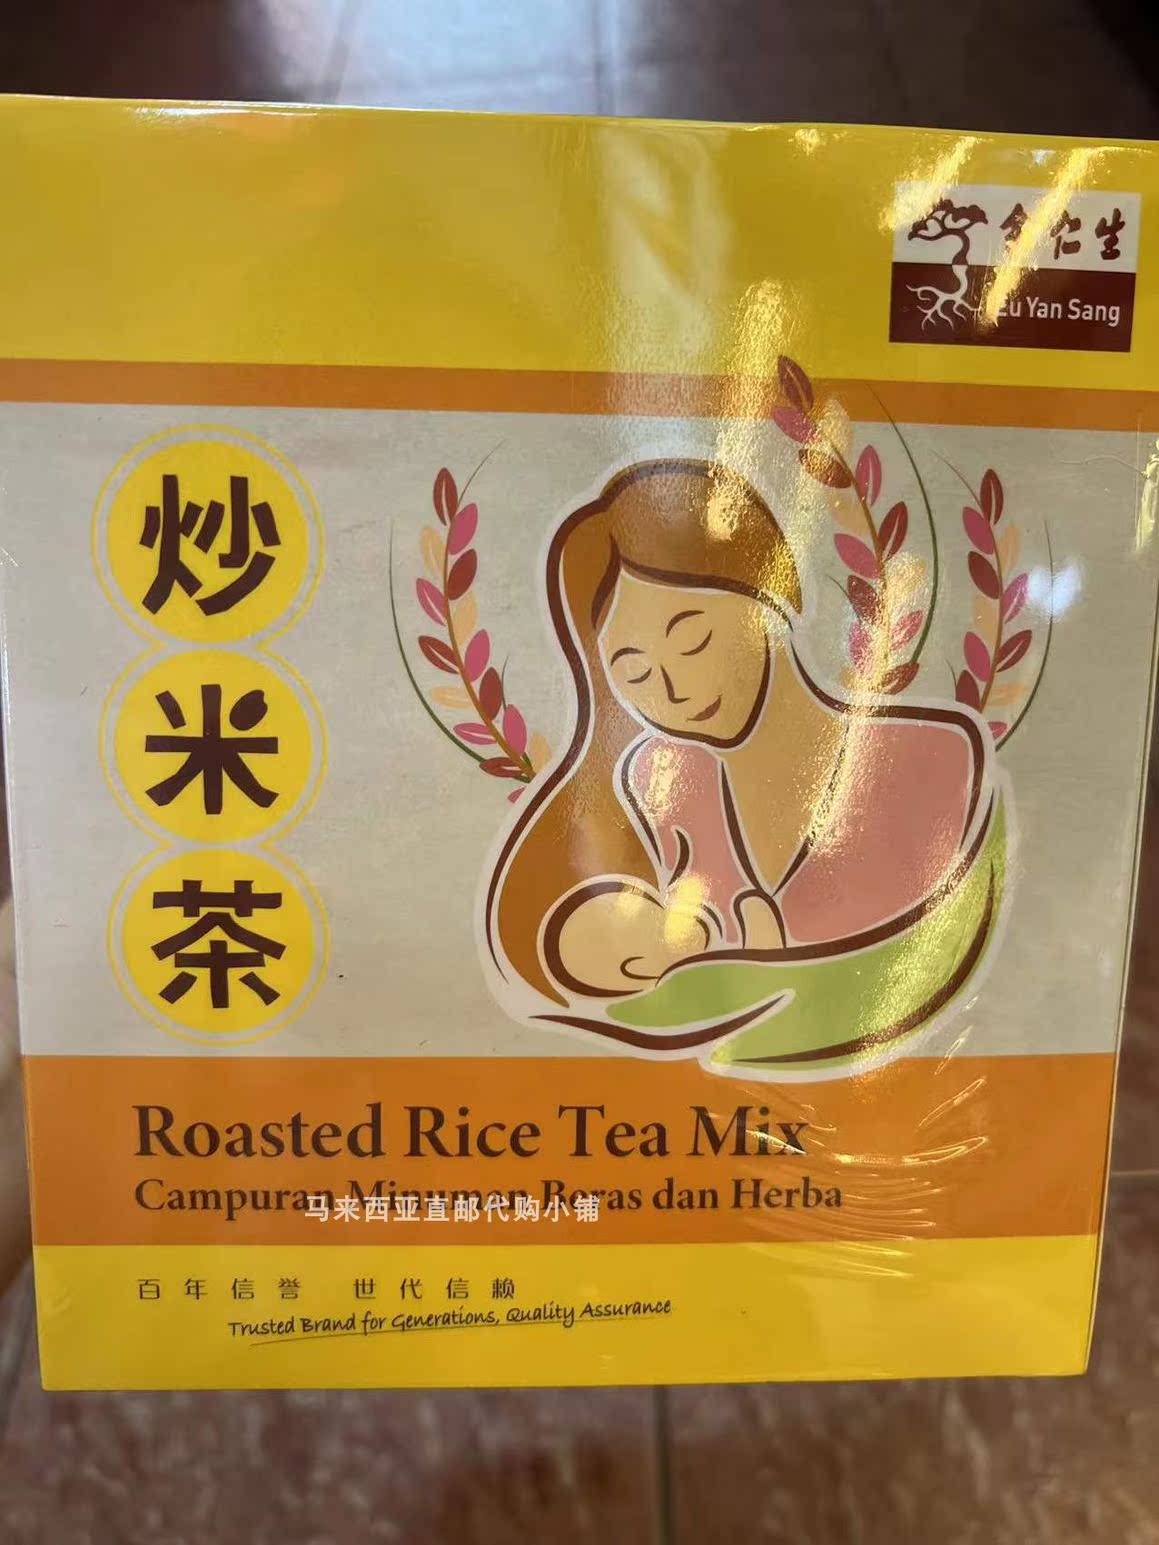 余仁生
Eu Yan Sang
炒
米
茶
Roasted Rice Tea Mix
Campuran Minuman Beras dan Herba
马来西亚直邮代购小铺
百年信誉 世代信赖
Trusted Brand for Generations, Quality Assurance